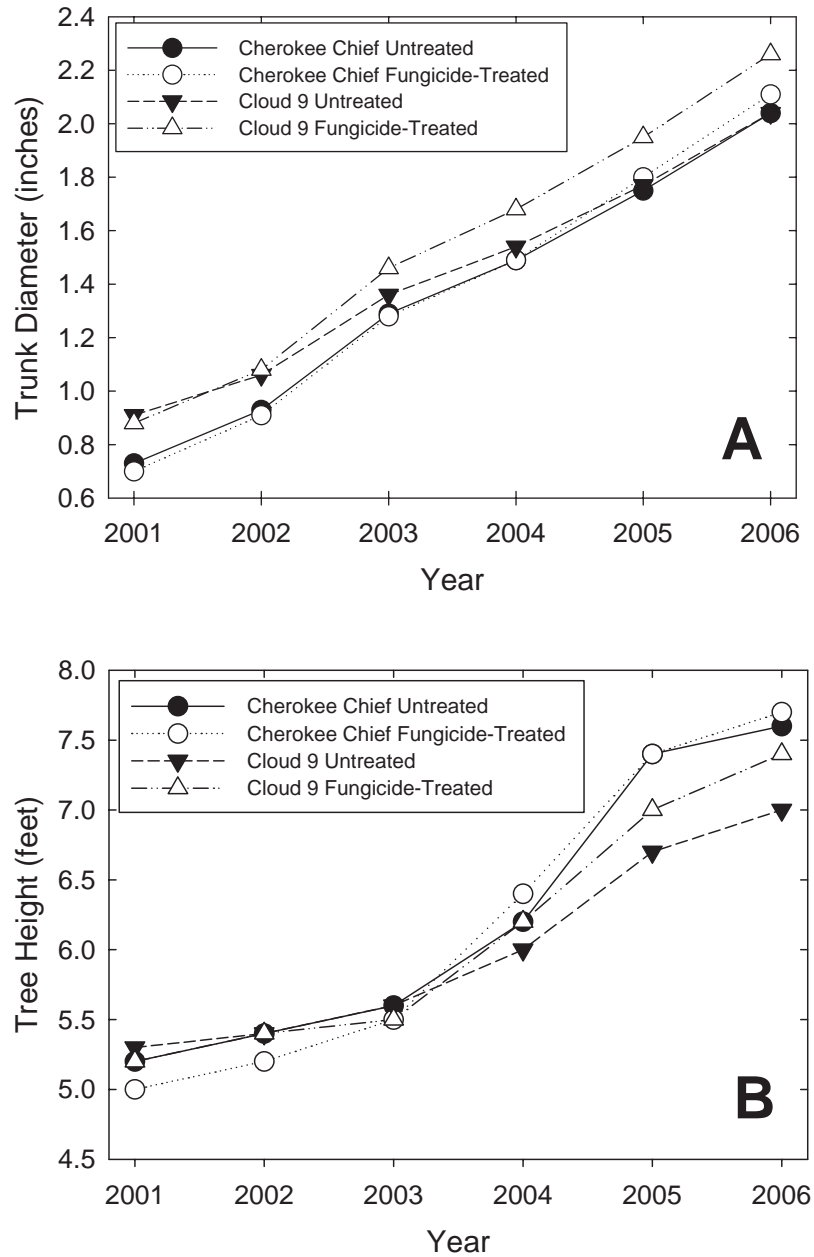 2.4
2.2
2.0
1.8
1.6
1.4
1.2
1.0
0.8
0.6
Trunk Diameter (inches)
Cherokee Chief Untreated
Cherokee Chief Fungicide-Treated
Cloud 9 Untreated
Cloud 9 Fungicide-Treated
A
2001 2002 2003 2004 2005 2006
Year
8.0
7.5
7.0
6.5
6.0
5.5
5.0
4.5
Tree Height (feet)
Cherokee Chief Untreated
Cherokee Chief Fungicide-Treated
Cloud 9 Untreated
Cloud 9 Fungicide-Treated
B
2001 2002 2003 2004 2005 2006
Year